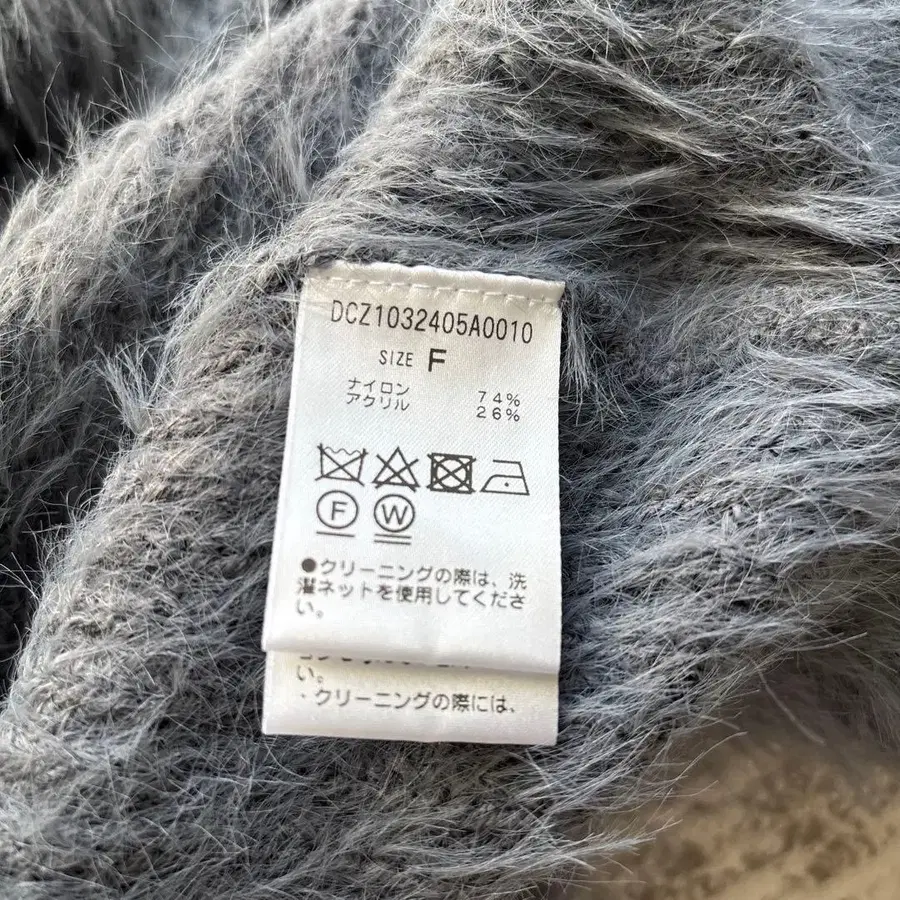 DCZ1032405A0010
SIZE F
ナイロン 74%
アクリル 26%
F W
●クリーニングの際は、洗
濯ネットを使用してくださ
い。
い。
・クリーニングの際には、